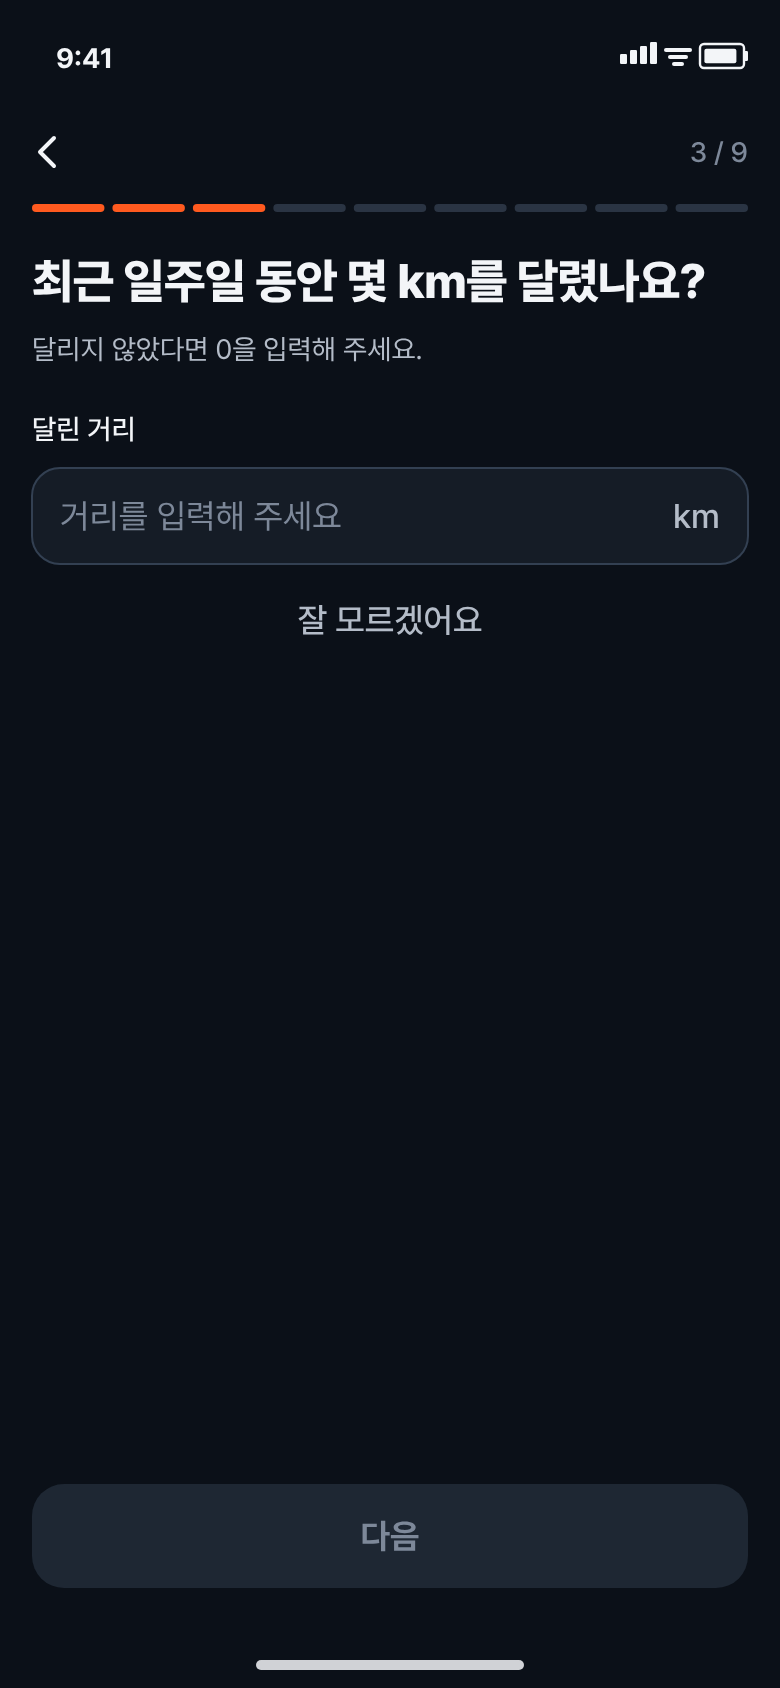 9:41
3 / 9
최근 일주일 동안 몇 km를 달렸나요?
달리지 않았다면 0을 입력해 주세요.
달린 거리
거리를 입력해 주세요 km
잘 모르겠어요
다음